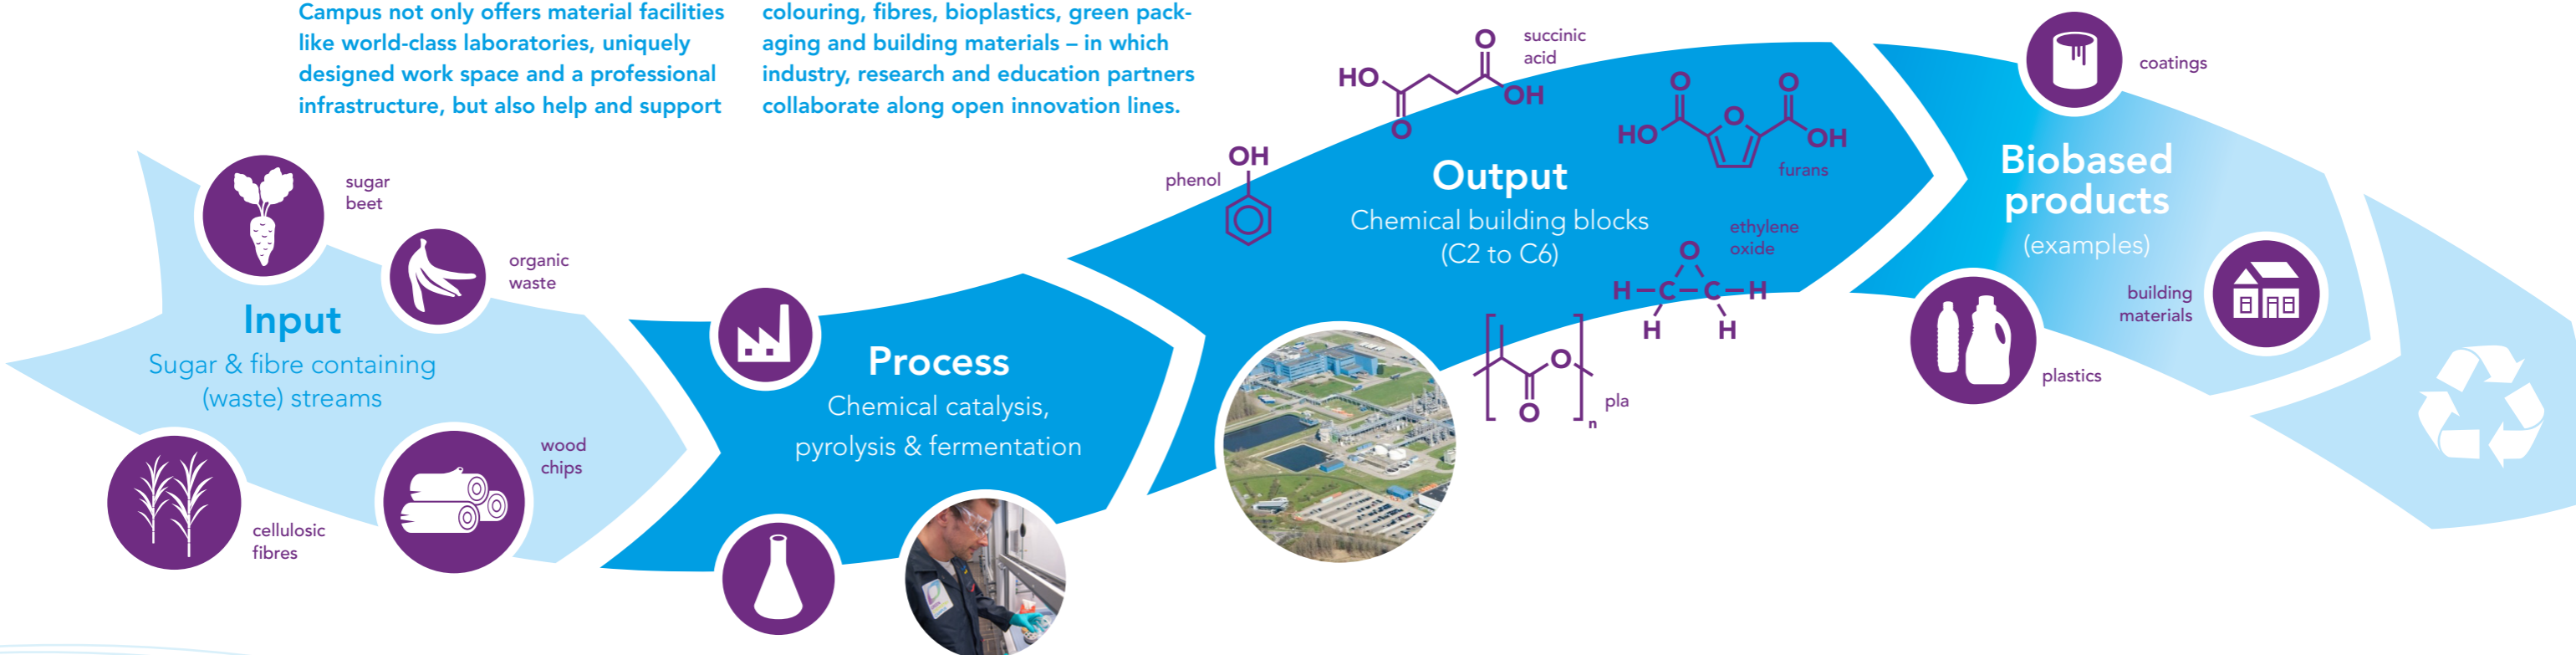 Campus not only offers material facilities
like world-class laboratories, uniquely
designed work space and a professional
infrastructure, but also help and support
colouring, fibres, bioplastics, green pack-
aging and building materials – in which
industry, research and education partners
collaborate along open innovation lines.
sugar
beet
organic
waste
Input
Sugar & fibre containing
(waste) streams
cellulosic
fibres
wood
chips
Process
Chemical catalysis,
pyrolysis & fermentation
phenol
OH
succinic
acid
O
HO
OH
O
Output
Chemical building blocks
(C2 to C6)
O
O
HO
O
OH
furans
ethylene
oxide
O
H–C–C–H
H
H
O
O
n
pla
Biobased
products
(examples)
coatings
building
materials
plastics